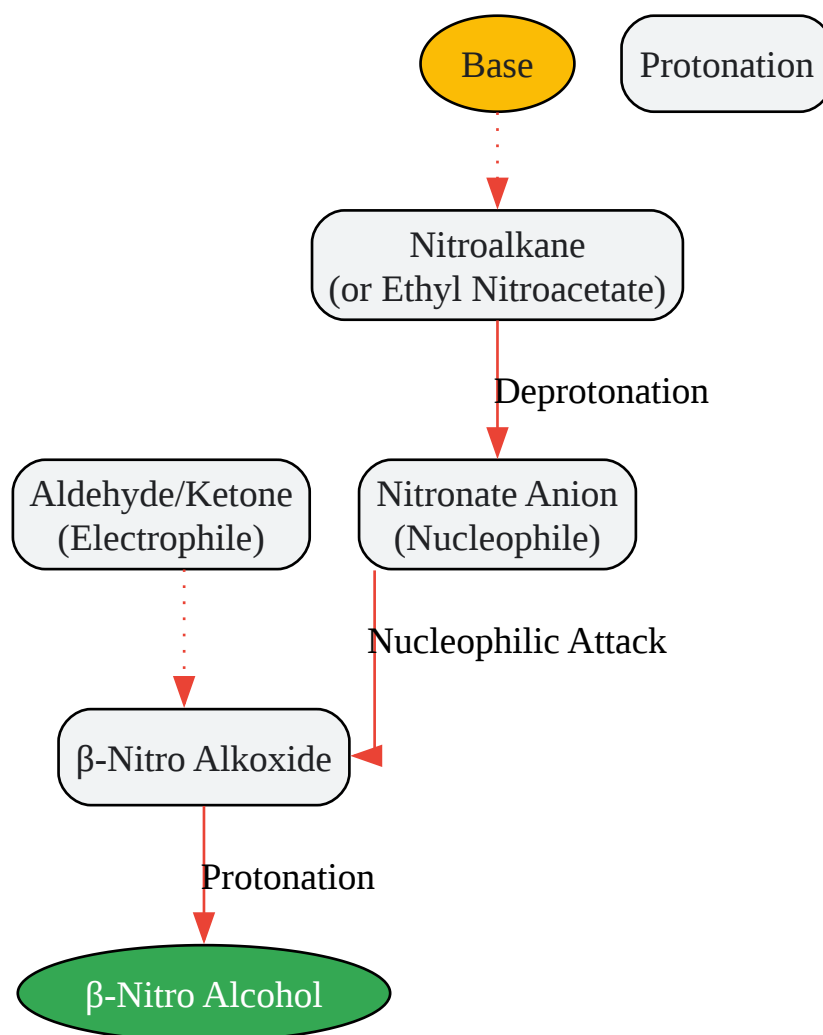 Base
Protonation
Nitroalkane
(or Ethyl Nitroacetate)
Deprotonation
Aldehyde/Ketone
(Electrophile)
Nitronate Anion
(Nucleophile)
Nucleophilic Attack
β-Nitro Alkoxide
Protonation
β-Nitro Alcohol